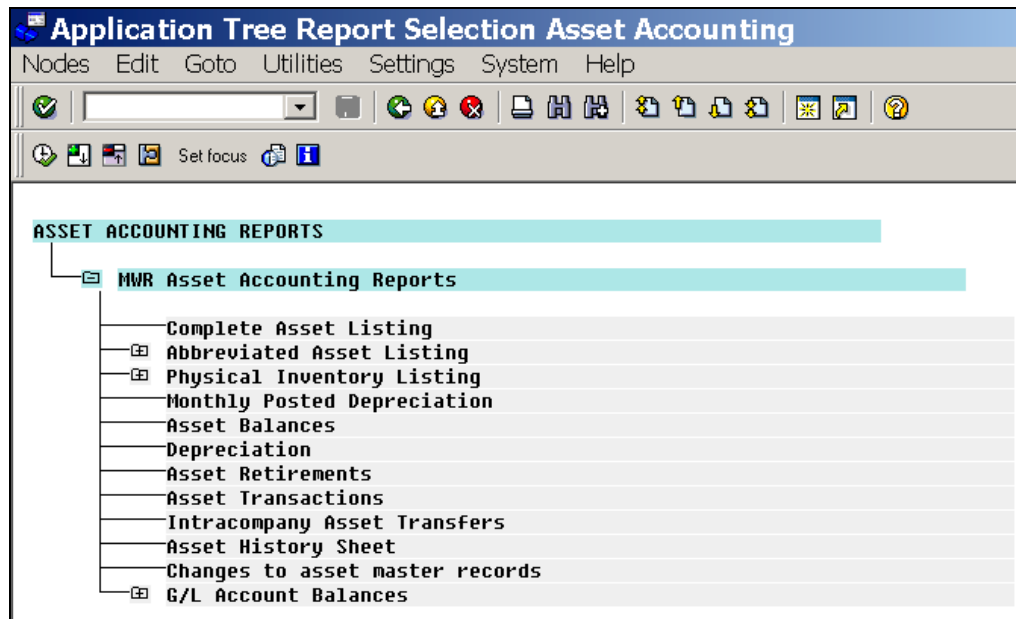 Application Tree Report Selection Asset Accounting
Nodes Edit Goto Utilities Settings System Help
Set focus
ASSET ACCOUNTING REPORTS
MWR Asset Accounting Reports
Complete Asset Listing
Abbreviated Asset Listing
Physical Inventory Listing
Monthly Posted Depreciation
Asset Balances
Depreciation
Asset Retirements
Asset Transactions
Intracompany Asset Transfers
Asset History Sheet
Changes to asset master records
G/L Account Balances